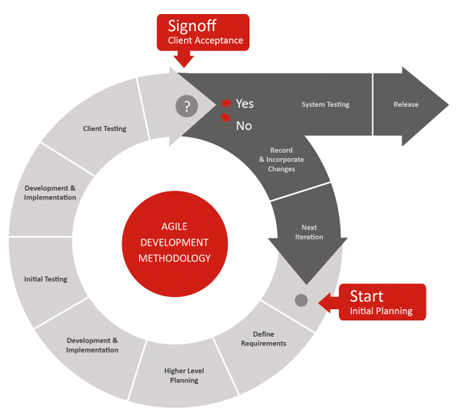 Signoff
Client Acceptance
?
Yes
No
System Testing
Release
Client Testing
Record
& Incorporate
Changes
Development &
Implementation
AGILE
DEVELOPMENT
METHODOLOGY
Next
Iteration
Initial Testing
Start
Initial Planning
Define
Requirements
Development &
Implementation
Higher Level
Planning